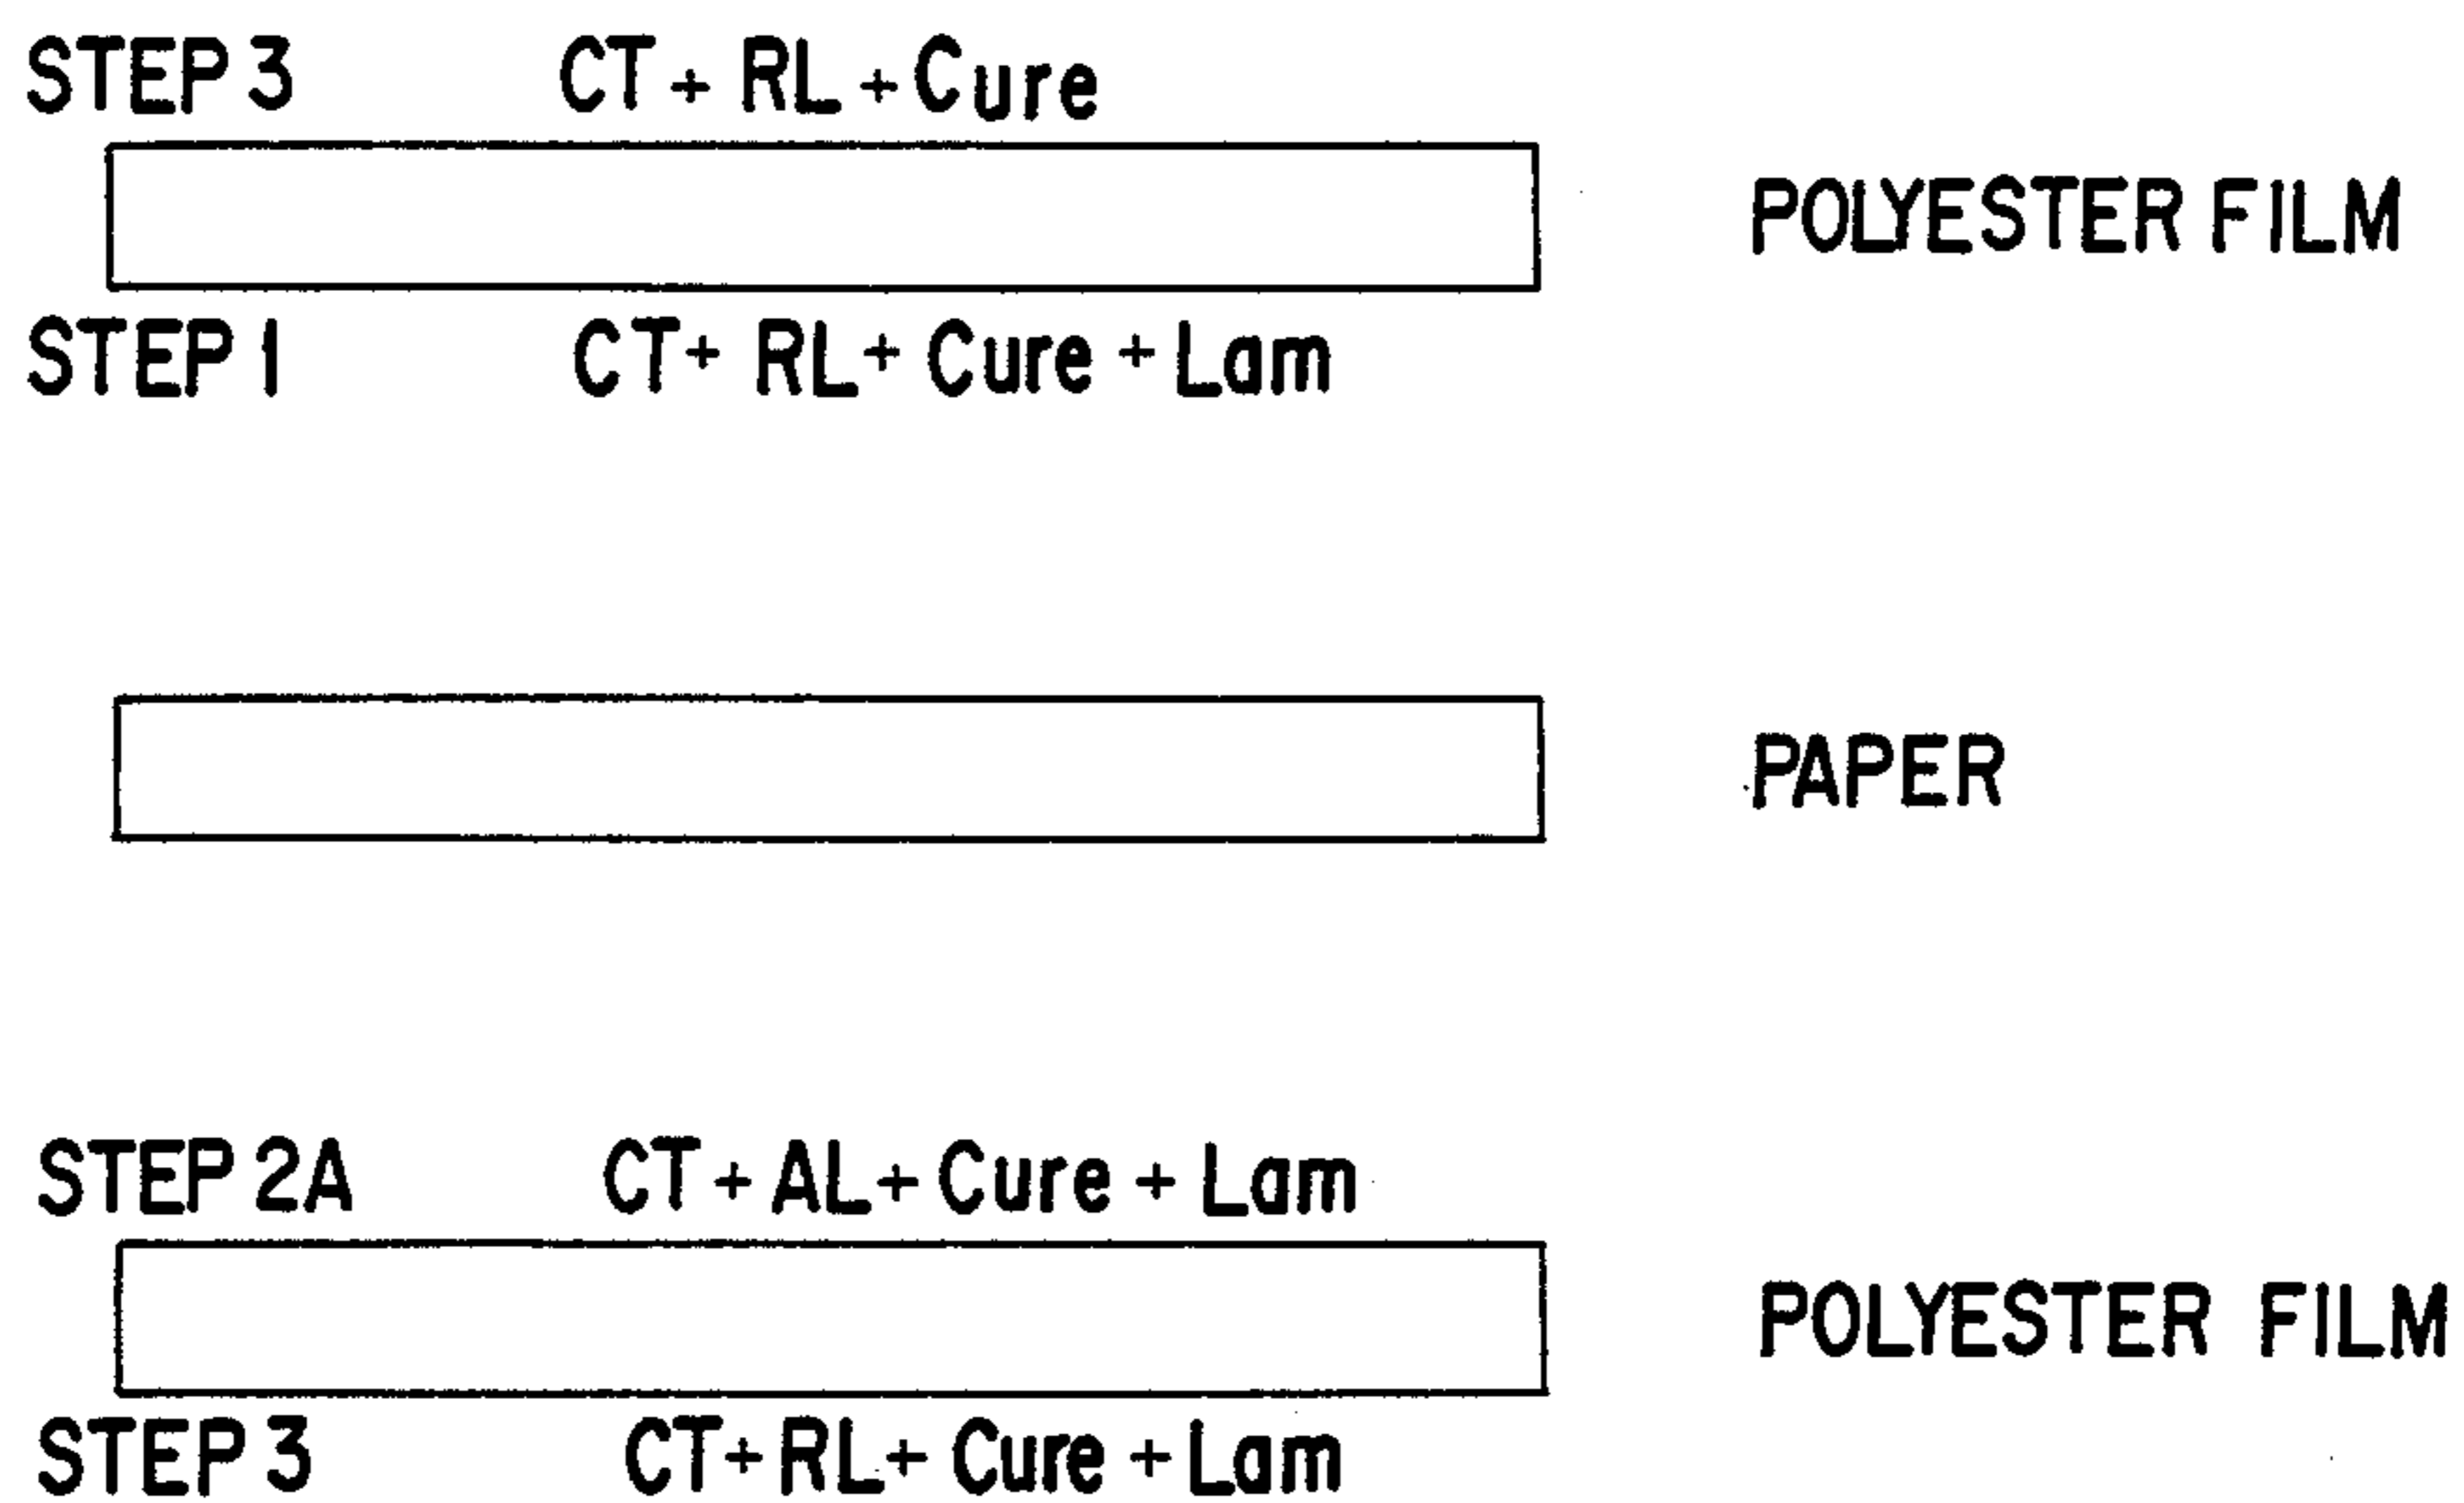 STEP 3 CT + RL + Cure
POLYESTER FILM
STEP 1 CT + RL + Cure + Lam
PAPER
STEP 2A CT + AL + Cure + Lam
POLYESTER FILM
STEP 3 CT + RL + Cure + Lam